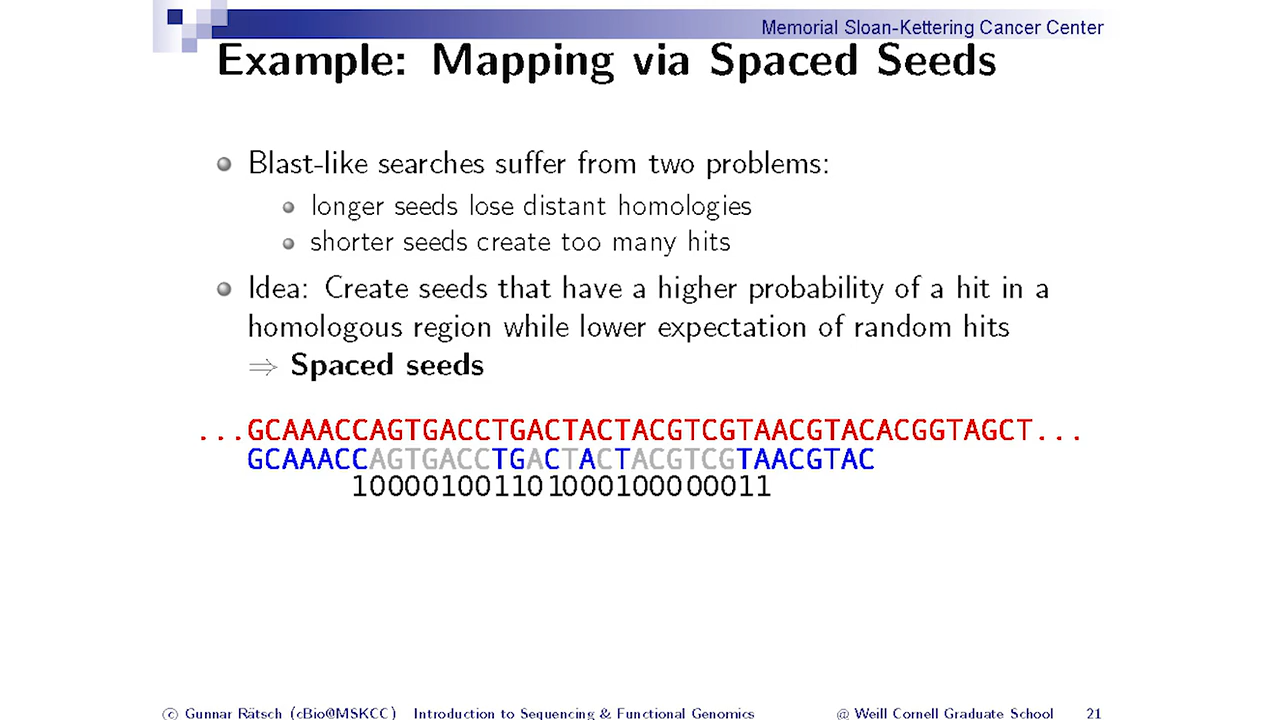 Memorial Sloan-Kettering Cancer Center
Example: Mapping via Spaced Seeds
Blast-like searches suffer from two problems:
longer seeds lose distant homologies
shorter seeds create too many hits
Idea: Create seeds that have a higher probability of a hit in a
homologous region while lower expectation of random hits
⇒ Spaced seeds
...GCAAACCAGTGACCTGACTACTACGTCGTAACGTACACGGTAGCT...
GCAAACCAGTGACCTGACTACTACGTCGTAACGTAC
100001001101000100000011
© Gunnar Rätsch (cBio@MSKCC) Introduction to Sequencing & Functional Genomics @ Weill Cornell Graduate School 21